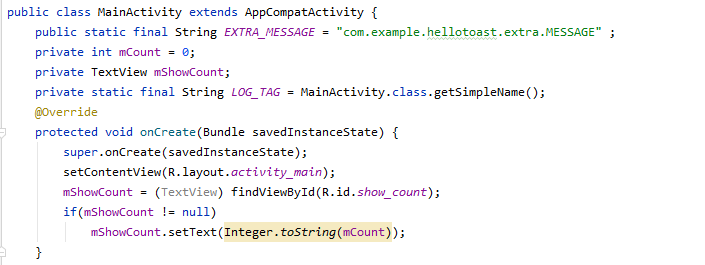 public class MainActivity extends AppCompatActivity {
    public static final String EXTRA_MESSAGE = "com.example.hellotoast.extra.MESSAGE" ;
    private int mCount = 0;
    private TextView mShowCount;
    private static final String LOG_TAG = MainActivity.class.getSimpleName();
    @Override
    protected void onCreate(Bundle savedInstanceState) {
        super.onCreate(savedInstanceState);
        setContentView(R.layout.activity_main);
        mShowCount = (TextView) findViewById(R.id.show_count);
        if(mShowCount != null)
            mShowCount.setText(Integer.toString(mCount));
    }